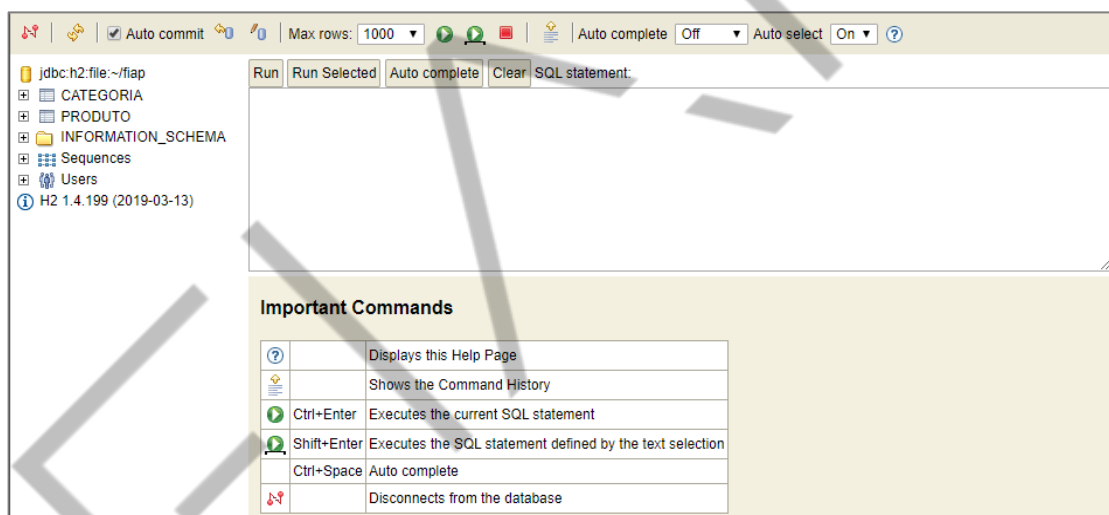 Auto commit Max rows: 1000 Auto complete Off Auto select On
jdbc:h2:file:~/fiap
CATEGORIA
PRODUTO
INFORMATION_SCHEMA
Sequences
Users
H2 1.4.199 (2019-03-13)
Run Run Selected Auto complete Clear SQL statement:
Important Commands
Displays this Help Page
Shows the Command History
Ctrl+Enter Executes the current SQL statement
Shift+Enter Executes the SQL statement defined by the text selection
Ctrl+Space Auto complete
Disconnects from the database